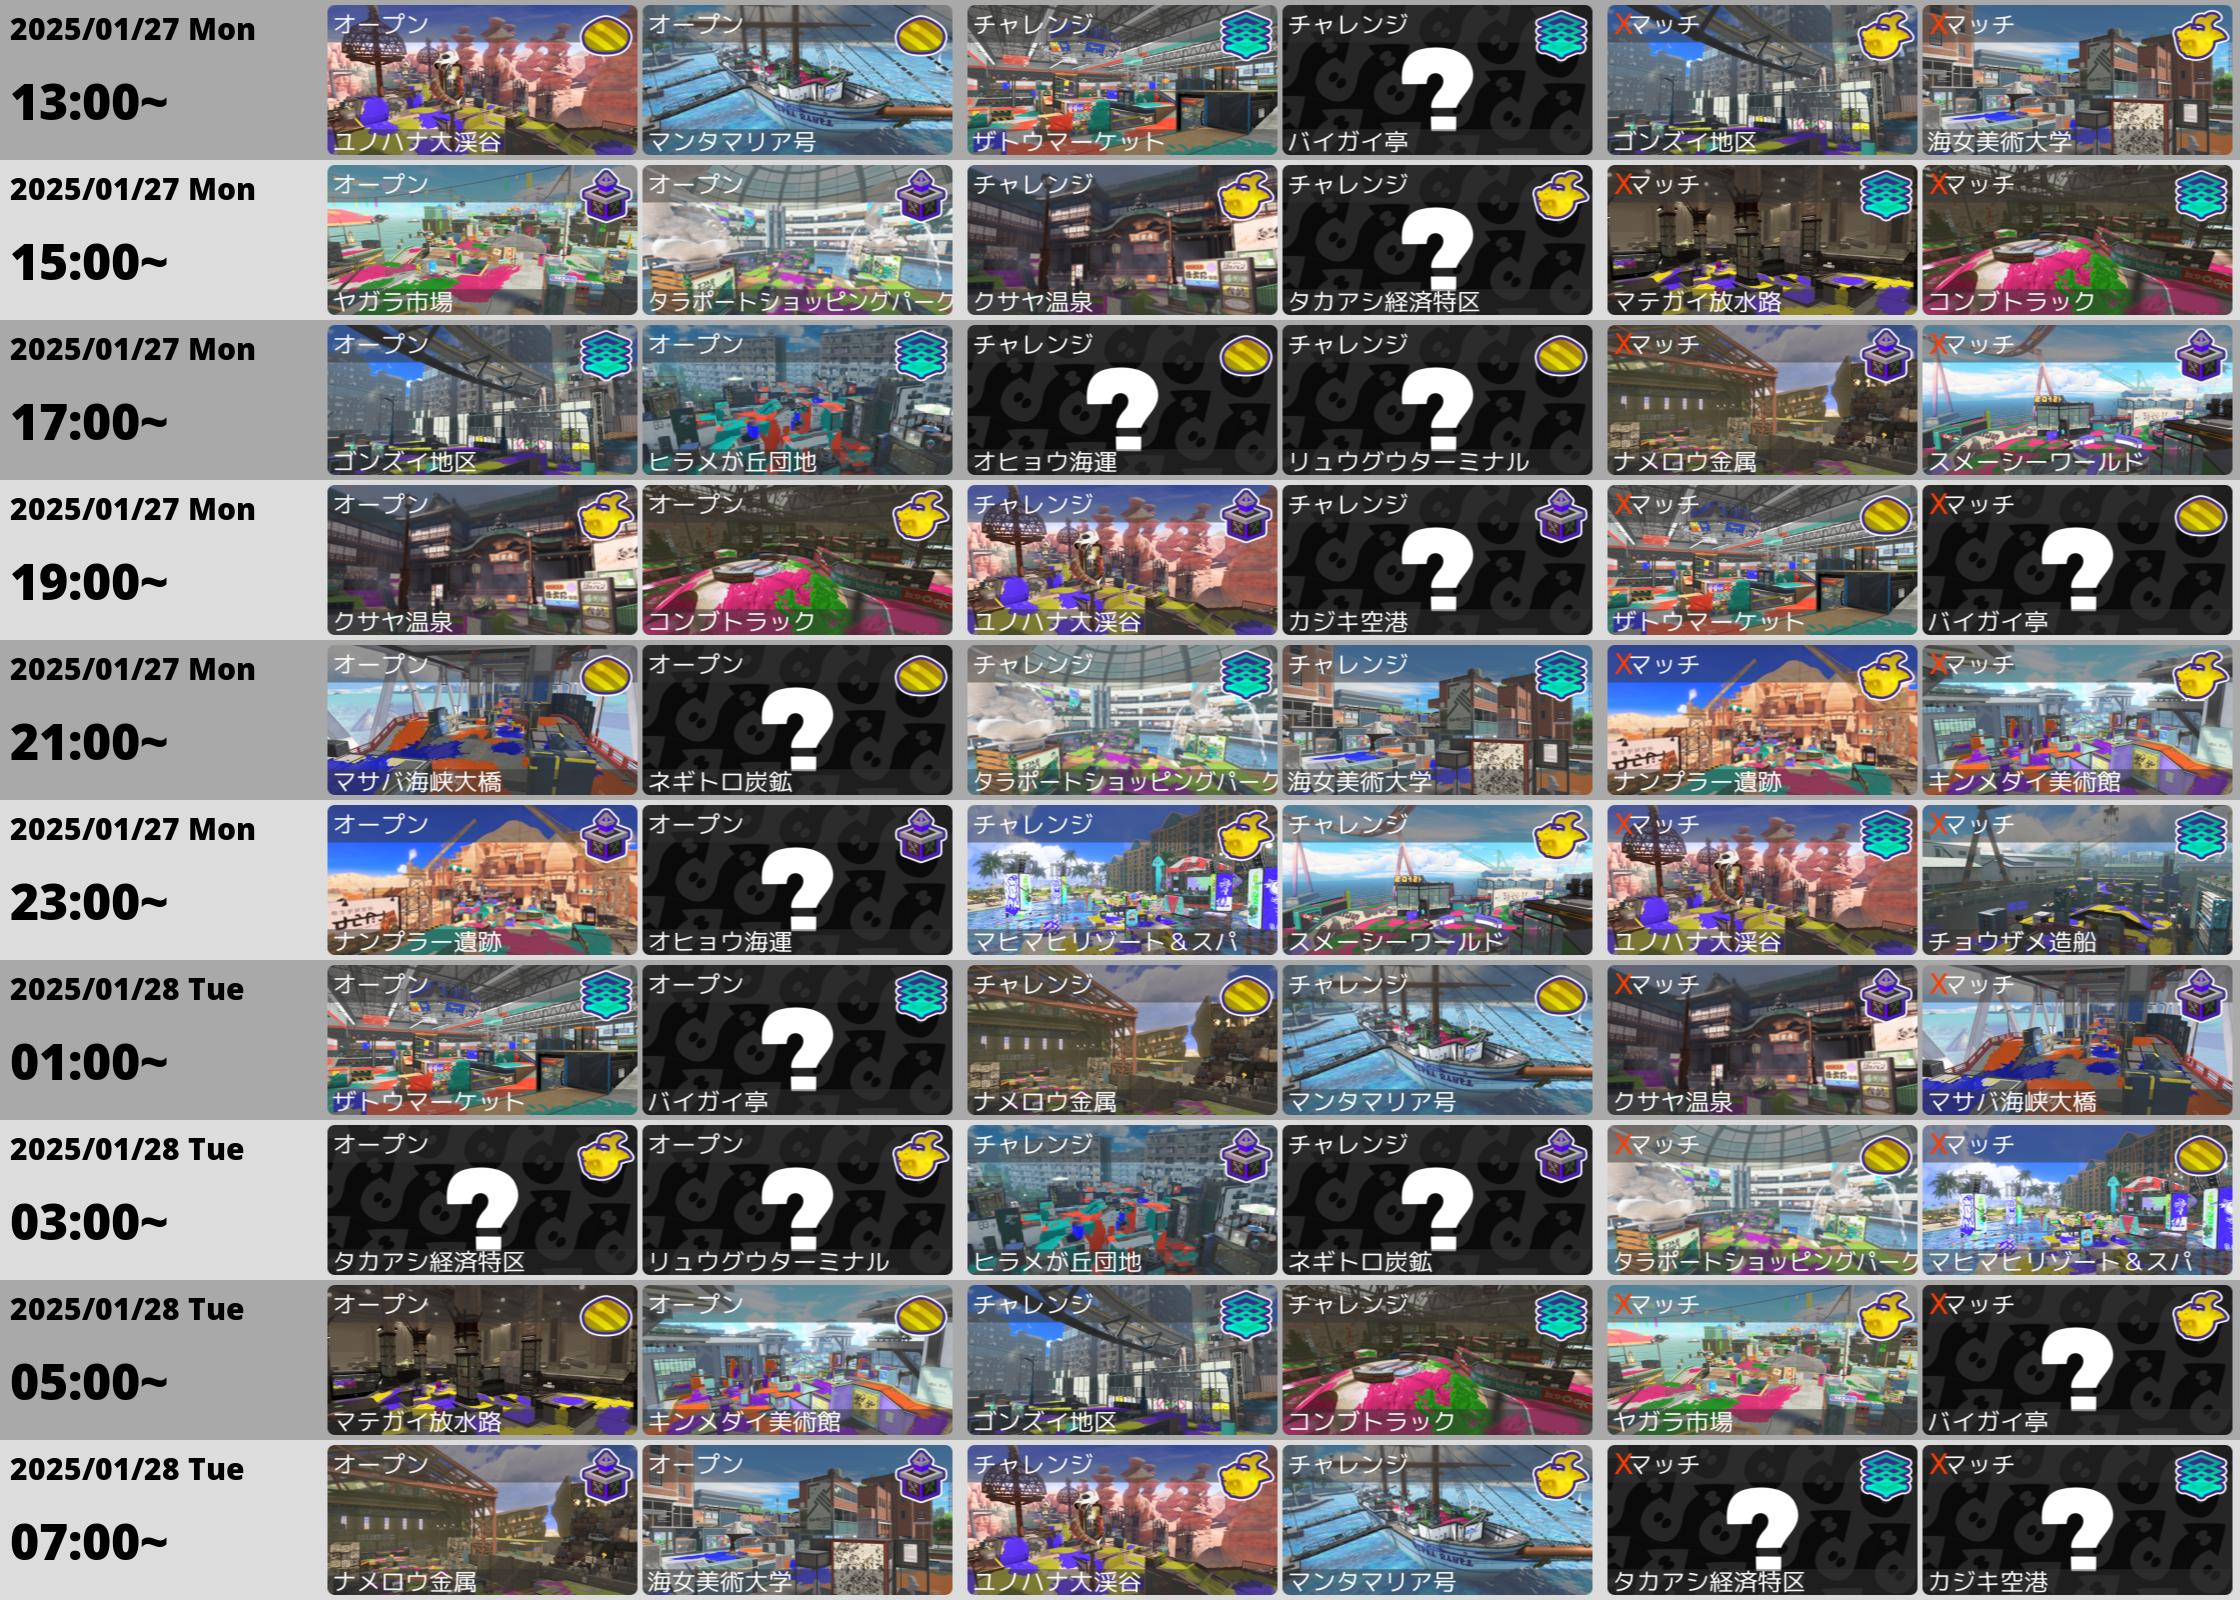 2025/01/27 Mon
13:00~
オープン
ユノハナ大渓谷
オープン
マンタマリア号
チャレンジ
ザトウマーケット
チャレンジ
?
バイガイ亭
Xマッチ
ゴンズイ地区
Xマッチ
海女美術大学
2025/01/27 Mon
15:00~
オープン
ヤガラ市場
オープン
タラポートショッピングパーク
チャレンジ
クサヤ温泉
チャレンジ
?
タカアシ経済特区
Xマッチ
マテガイ放水路
Xマッチ
コンブトラック
2025/01/27 Mon
17:00~
オープン
ゴンズイ地区
オープン
ヒラメが丘団地
チャレンジ
?
オヒョウ海運
チャレンジ
?
リュウグウターミナル
Xマッチ
ナメロウ金属
Xマッチ
スメーシーワールド
2025/01/27 Mon
19:00~
オープン
クサヤ温泉
オープン
コンブトラック
チャレンジ
ユノハナ大渓谷
チャレンジ
?
カジキ空港
Xマッチ
ザトウマーケット
Xマッチ
?
バイガイ亭
2025/01/27 Mon
21:00~
オープン
マサバ海峡大橋
オープン
?
ネギトロ炭鉱
チャレンジ
タラポートショッピングパーク
チャレンジ
海女美術大学
Xマッチ
ナンプラー遺跡
Xマッチ
キンメダイ美術館
2025/01/27 Mon
23:00~
オープン
ナンプラー遺跡
オープン
?
オヒョウ海運
チャレンジ
マヒマヒリゾート＆スパ
チャレンジ
スメーシーワールド
Xマッチ
ユノハナ大渓谷
Xマッチ
チョウザメ造船
2025/01/28 Tue
01:00~
オープン
ザトウマーケット
オープン
?
バイガイ亭
チャレンジ
ナメロウ金属
チャレンジ
マンタマリア号
Xマッチ
クサヤ温泉
Xマッチ
マサバ海峡大橋
2025/01/28 Tue
03:00~
オープン
?
タカアシ経済特区
オープン
?
リュウグウターミナル
チャレンジ
ヒラメが丘団地
チャレンジ
?
ネギトロ炭鉱
Xマッチ
タラポートショッピングパーク
Xマッチ
マヒマヒリゾート＆スパ
2025/01/28 Tue
05:00~
オープン
マテガイ放水路
オープン
キンメダイ美術館
チャレンジ
ゴンズイ地区
チャレンジ
コンブトラック
Xマッチ
ヤガラ市場
Xマッチ
?
バイガイ亭
2025/01/28 Tue
07:00~
オープン
ナメロウ金属
オープン
海女美術大学
チャレンジ
ユノハナ大渓谷
チャレンジ
マンタマリア号
Xマッチ
?
タカアシ経済特区
Xマッチ
?
カジキ空港